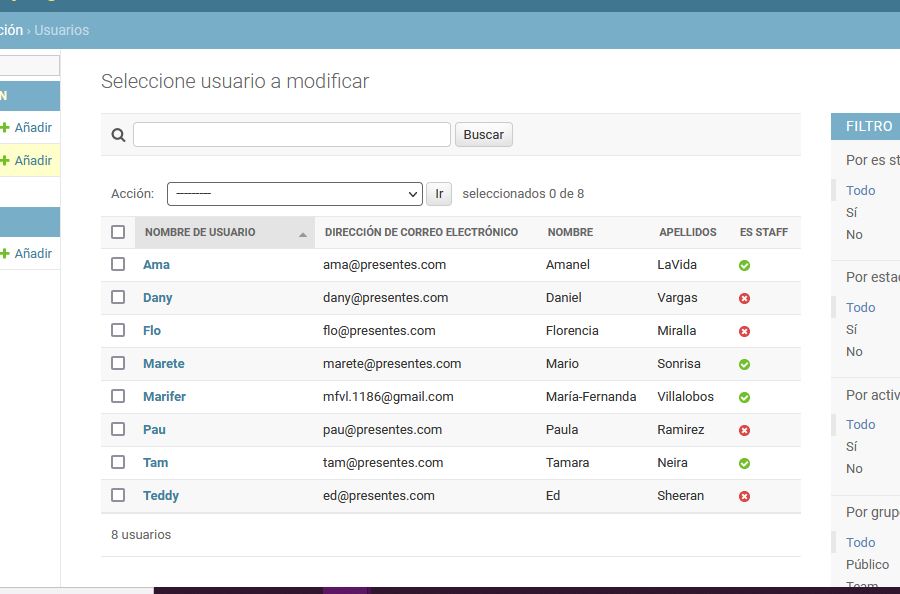 ción › Usuarios
N
Añadir
Añadir
Añadir
Seleccione usuario a modificar
Buscar
Acción: --------- Ir seleccionados 0 de 8
NOMBRE DE USUARIO DIRECCIÓN DE CORREO ELECTRÓNICO NOMBRE APELLIDOS ES STAFF
Ama ama@presentes.com Amanel LaVida
Dany dany@presentes.com Daniel Vargas
Flo flo@presentes.com Florencia Miralla
Marete marete@presentes.com Mario Sonrisa
Marifer mfvl.1186@gmail.com María-Fernanda Villalobos
Pau pau@presentes.com Paula Ramirez
Tam tam@presentes.com Tamara Neira
Teddy ed@presentes.com Ed Sheeran
8 usuarios
FILTRO
Por es st
Todo
Sí
No
Por estad
Todo
Sí
No
Por activ
Todo
Sí
No
Por grup
Todo
Público
Team